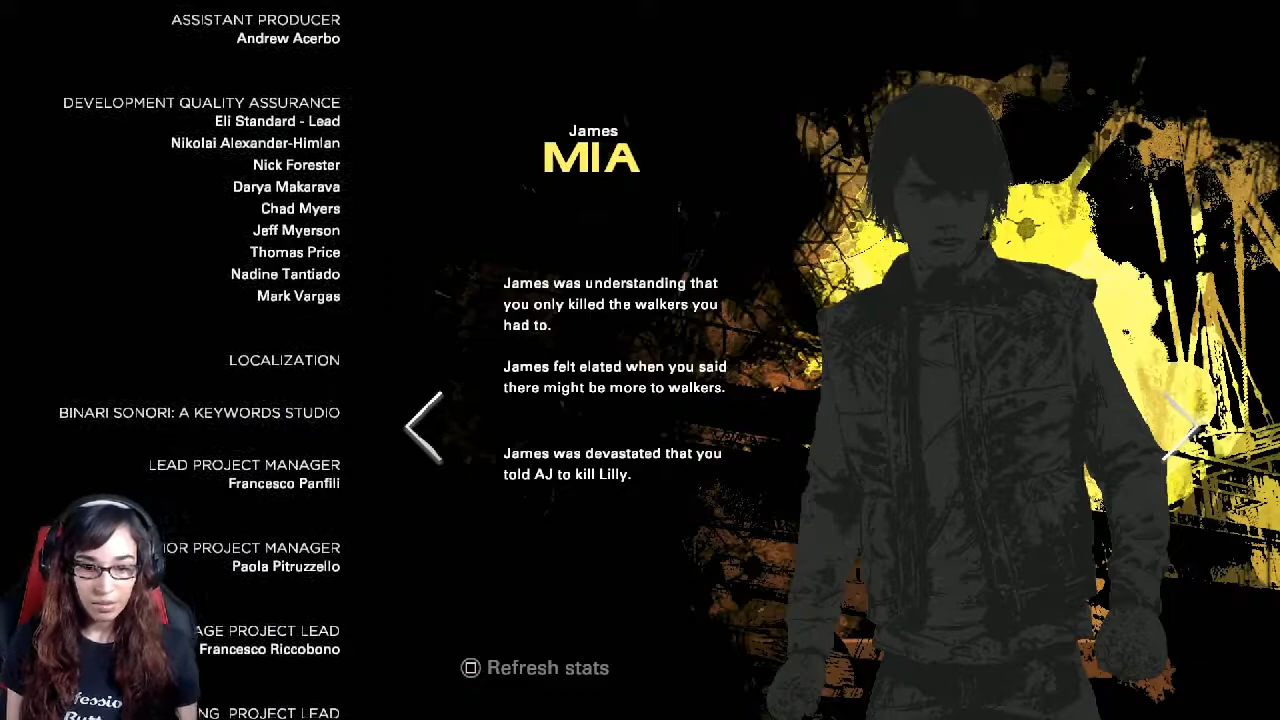 ASSISTANT PRODUCER
Andrew Acerbo
DEVELOPMENT QUALITY ASSURANCE
Eli Standard - Lead
Nikolai Alexander-Himlan
Nick Forester
Darya Makarava
Chad Myers
Jeff Myerson
Thomas Price
Nadine Tantiado
Mark Vargas
LOCALIZATION
BINARI SONORI: A KEYWORDS STUDIO
LEAD PROJECT MANAGER
Francesco Panfili
IOR PROJECT MANAGER
Paola Pitruzzello
AGE PROJECT LEAD
Francesco Riccobono
NG PROJECT LEAD
James
MIA
James was understanding that
you only killed the walkers you
had to.
James felt elated when you said
there might be more to walkers.
James was devastated that you
told AJ to kill Lilly.
Refresh stats